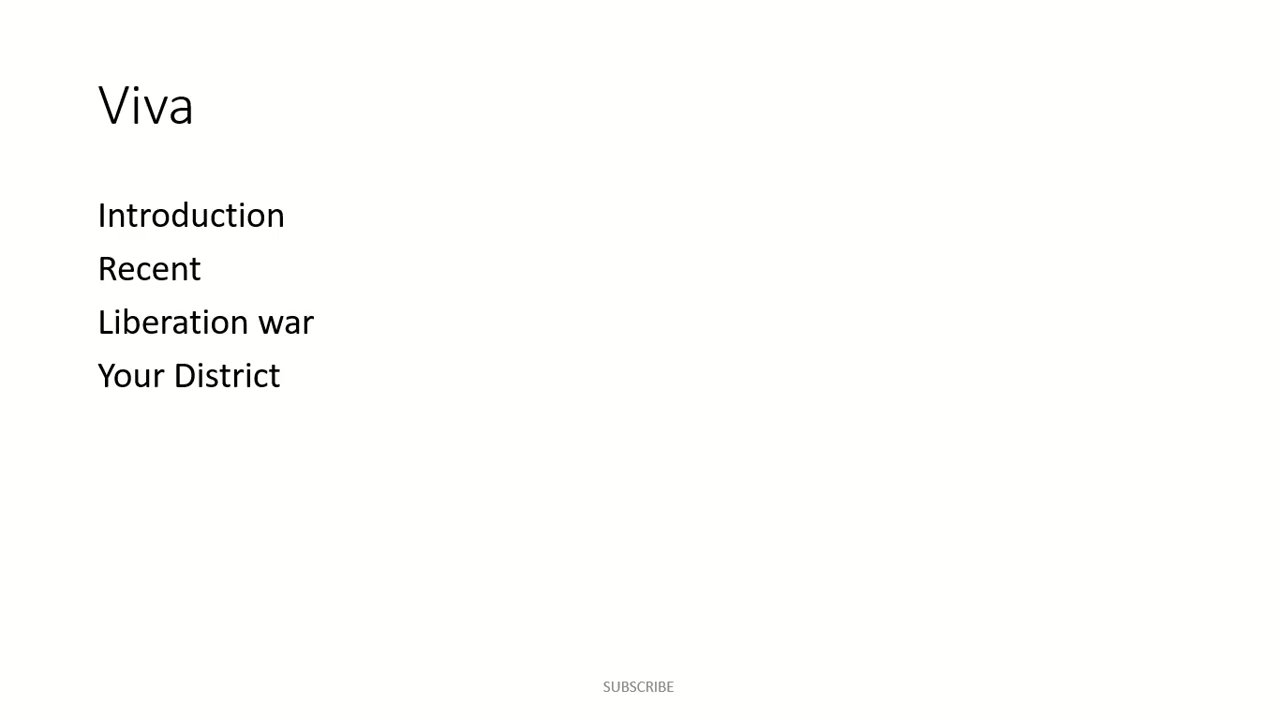 Viva
Introduction
Recent
Liberation war
Your District
SUBSCRIBE